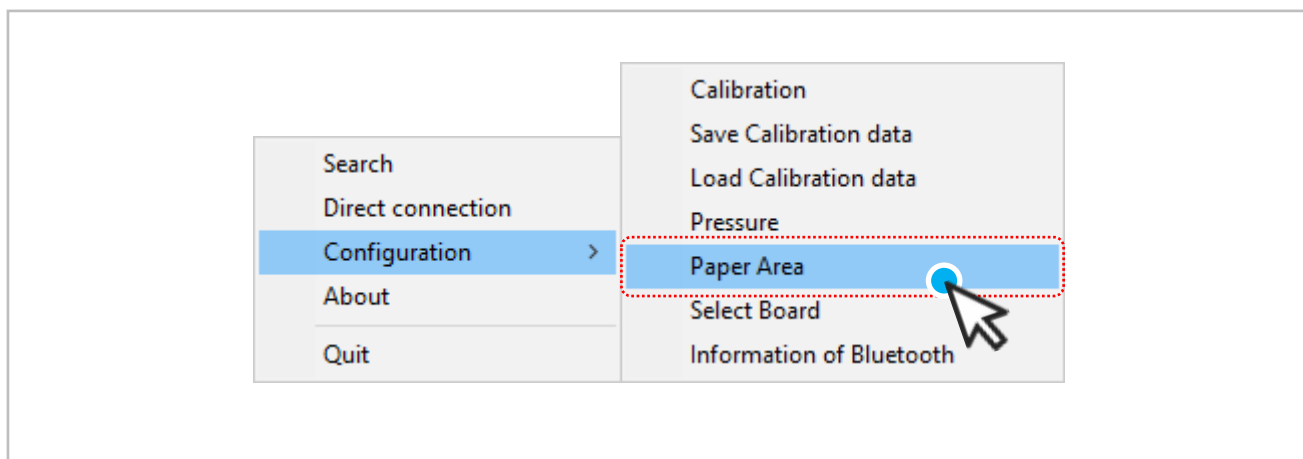 Search
Direct connection
Configuration >
About
Quit
Calibration
Save Calibration data
Load Calibration data
Pressure
Paper Area
Select Board
Information of Bluetooth